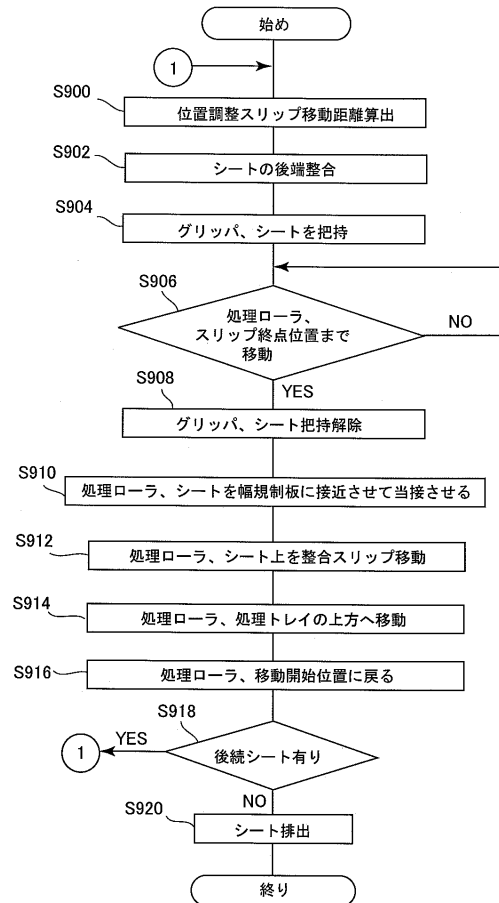 始め
1
S900
位置調整スリップ移動距離算出
S902
シートの後端整合
S904
グリッパ、シートを把持
S906
処理ローラ、
スリップ終点位置まで
移動
NO
YES
S908
グリッパ、シート把持解除
S910
処理ローラ、シートを幅規制板に接近させて当接させる
S912
処理ローラ、シート上を整合スリップ移動
S914
処理ローラ、処理トレイの上方へ移動
S916
処理ローラ、移動開始位置に戻る
S918
1
YES
後続シート有り
NO
S920
シート排出
終り